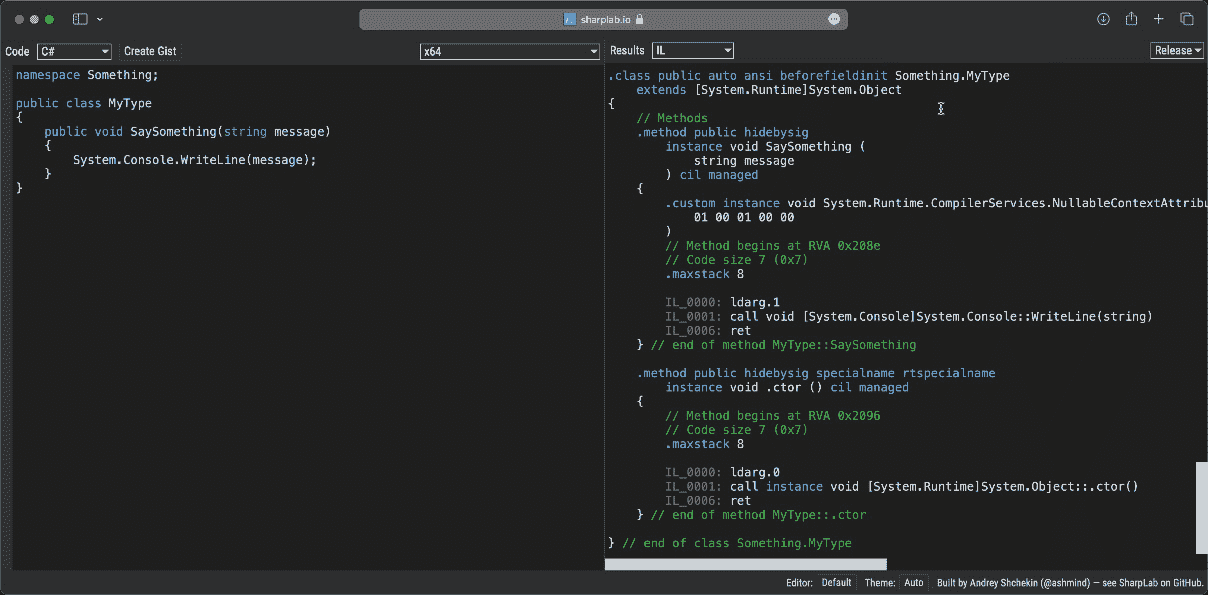 sharplab.io
Code C# Create Gist x64 Results IL Release
namespace Something;
public class MyType
{
    public void SaySomething(string message)
    {
        System.Console.WriteLine(message);
    }
}
.class public auto ansi beforefieldinit Something.MyType
    extends [System.Runtime]System.Object
{
    // Methods
    .method public hidebysig
        instance void SaySomething (
            string message
        ) cil managed
    {
        .custom instance void System.Runtime.CompilerServices.NullableContextAttribu
            01 00 01 00 00
        )
        // Method begins at RVA 0x208e
        // Code size 7 (0x7)
        .maxstack 8
        IL_0000: ldarg.1
        IL_0001: call void [System.Console]System.Console::WriteLine(string)
        IL_0006: ret
    } // end of method MyType::SaySomething
    .method public hidebysig specialname rtspecialname
        instance void .ctor () cil managed
    {
        // Method begins at RVA 0x2096
        // Code size 7 (0x7)
        .maxstack 8
        IL_0000: ldarg.0
        IL_0001: call instance void [System.Runtime]System.Object::.ctor()
        IL_0006: ret
    } // end of method MyType::.ctor
} // end of class Something.MyType
Editor: Default Theme: Auto Built by Andrey Shchekin (@ashmind) — see SharpLab on GitHub.